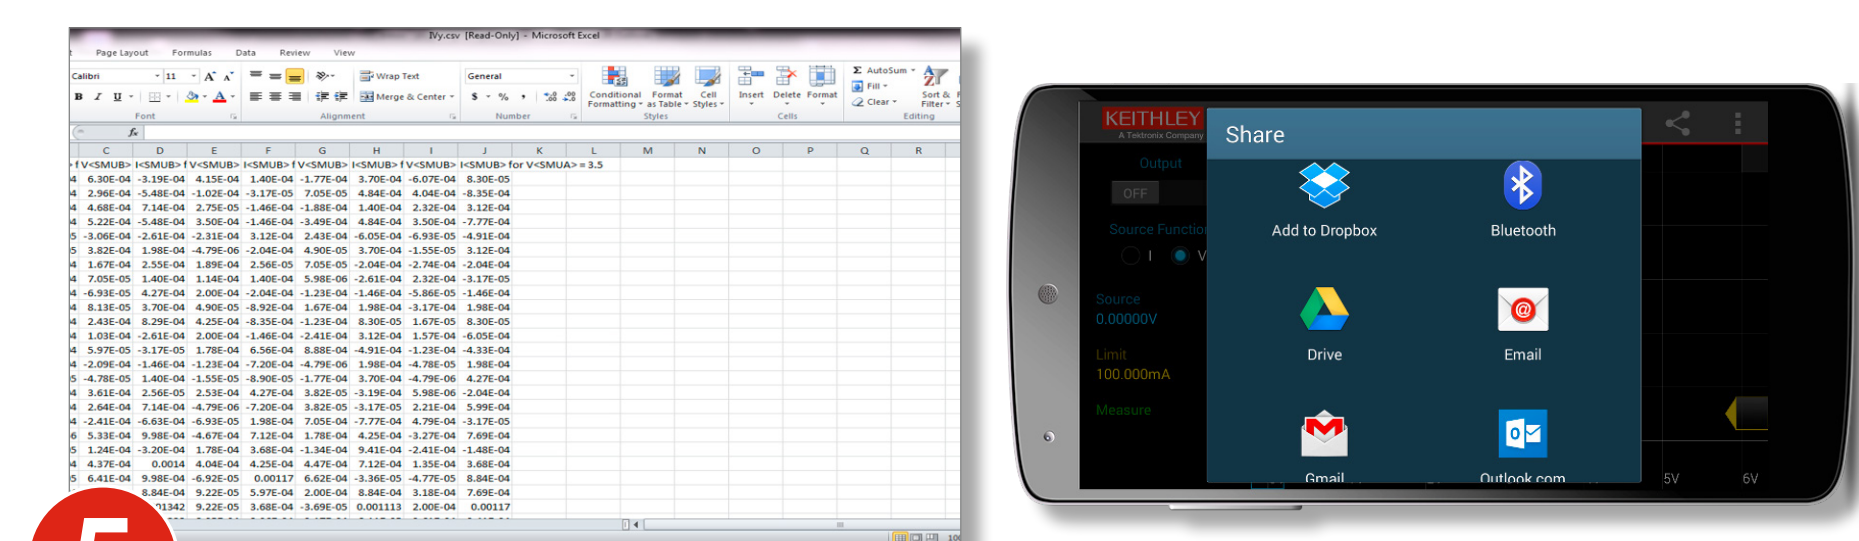 IVy.csv [Read-Only] - Microsoft Excel
Page Layout Formulas Data Review View
Calibri 11 A A Wrap Text General AutoSum
B I U A Merge & Center $ % , Conditional Formatting Format as Table Cell Styles Insert Delete Format Fill Clear Sort & Filter
Font Alignment Number Styles Cells Editing
fx
C D E F G H I J K L M N O P Q R
f V<SMUB> I<SMUB> f V<SMUB> I<SMUB> f V<SMUB> I<SMUB> f V<SMUB> I<SMUB> for V<SMUA> = 3.5
6.30E-04 -3.19E-04 4.15E-04 1.40E-04 -1.77E-04 3.70E-04 -6.07E-04 8.30E-05
2.96E-04 -5.48E-04 -1.02E-04 -3.17E-05 7.05E-05 4.84E-04 4.04E-04 -8.35E-04
4.68E-04 7.14E-04 2.75E-05 -1.46E-04 -1.88E-04 1.40E-04 2.32E-04 3.12E-04
5.22E-04 -5.48E-04 3.50E-04 -1.46E-04 -3.49E-04 4.84E-04 3.50E-04 -7.77E-04
-3.06E-04 -2.61E-04 -2.31E-04 3.12E-04 2.43E-04 -6.05E-04 -6.93E-05 -4.91E-04
3.82E-04 1.98E-04 -4.79E-06 -2.04E-04 4.90E-05 3.70E-04 -1.55E-05 3.12E-04
1.67E-04 2.55E-04 1.89E-04 2.56E-05 7.05E-05 -2.04E-04 -2.74E-04 -2.04E-04
7.05E-05 1.40E-04 1.14E-04 1.40E-04 5.98E-06 -2.61E-04 2.32E-04 -3.17E-05
-6.93E-05 4.27E-04 2.00E-04 -2.04E-04 -1.23E-04 -1.46E-04 -5.86E-05 -1.46E-04
8.13E-05 3.70E-04 4.90E-05 -8.92E-05 1.67E-04 1.98E-04 -3.17E-04 1.98E-04
2.43E-04 8.29E-04 4.25E-04 -8.35E-04 -1.23E-04 8.30E-05 1.67E-05 8.30E-05
1.03E-04 -2.61E-04 2.00E-04 -1.46E-04 -2.41E-04 3.12E-04 1.57E-04 -6.05E-04
5.97E-05 -3.17E-05 1.78E-04 6.56E-04 8.88E-04 -4.91E-04 -1.23E-04 -4.33E-04
-2.09E-04 -1.46E-04 -1.23E-04 -7.20E-04 -4.79E-06 1.98E-04 -4.78E-05 1.98E-04
-4.78E-05 1.40E-04 -1.55E-05 -8.90E-05 -1.77E-04 3.70E-04 -4.79E-06 4.27E-04
3.61E-04 2.56E-05 2.53E-04 4.27E-04 3.82E-05 -3.19E-04 5.98E-06 -2.04E-04
2.64E-04 7.14E-04 -4.79E-06 -7.20E-04 3.82E-05 -3.17E-05 2.21E-04 5.99E-04
-2.41E-04 -6.63E-04 -6.93E-05 1.98E-04 7.05E-04 -7.77E-04 4.79E-04 -3.17E-05
5.33E-04 9.98E-04 -4.67E-04 7.12E-04 1.78E-04 4.25E-04 -3.27E-04 7.69E-04
1.24E-04 -3.20E-04 1.78E-04 3.68E-04 -1.34E-04 9.41E-04 -2.41E-04 -1.48E-04
4.37E-04 0.0014 4.04E-04 4.25E-04 4.47E-04 7.12E-04 1.35E-04 3.68E-04
6.41E-04 9.98E-04 -6.92E-05 0.00117 6.62E-04 -3.36E-05 -4.77E-05 8.84E-04
8.84E-04 9.22E-05 5.97E-04 2.00E-04 8.84E-04 3.18E-04 7.69E-04
01342 9.22E-05 3.68E-04 -3.69E-05 0.001113 2.00E-04 0.00117
5
KEITHLEY
A Tektronix Company
Output
OFF
Source Function
I V
Source
0.00000V
Limit
100.000mA
Measure
Share
Add to Dropbox Bluetooth
Drive Email
Gmail Outlook.com
5V 6V